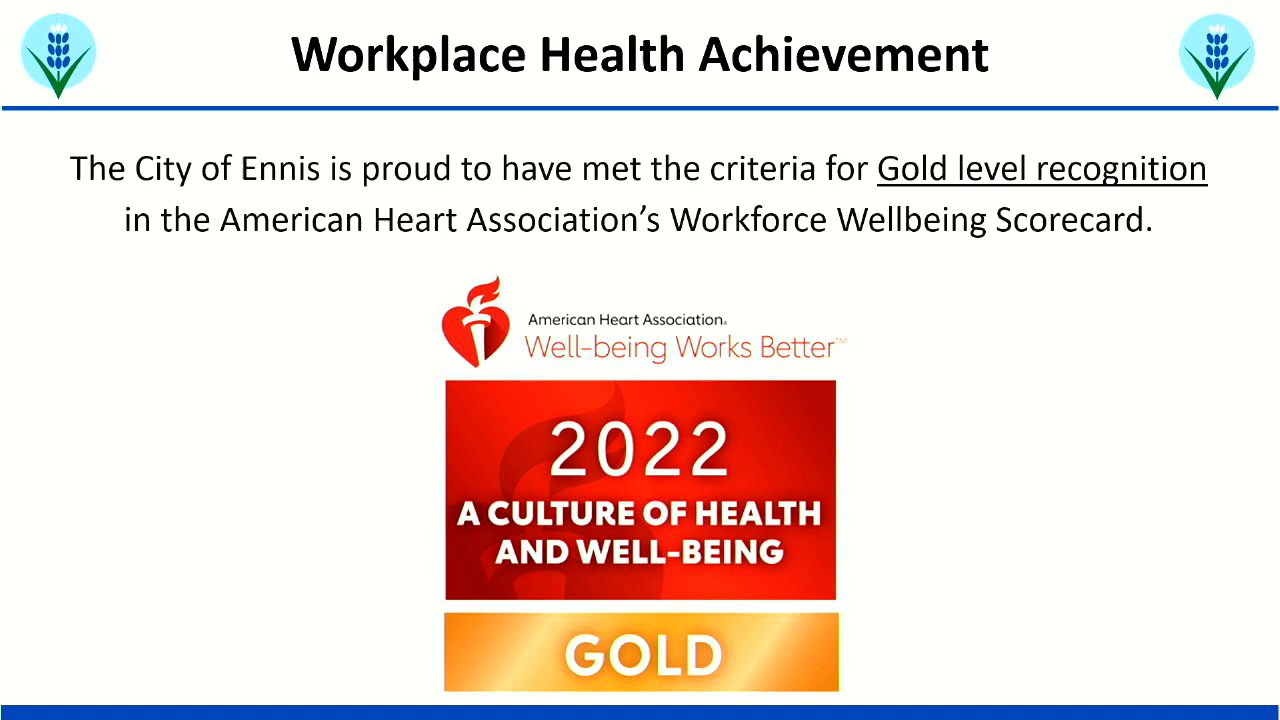 Workplace Health Achievement
The City of Ennis is proud to have met the criteria for Gold level recognition
in the American Heart Association’s Workforce Wellbeing Scorecard.
American Heart Association®
Well-being Works Better™
2022
A CULTURE OF HEALTH
AND WELL-BEING
GOLD